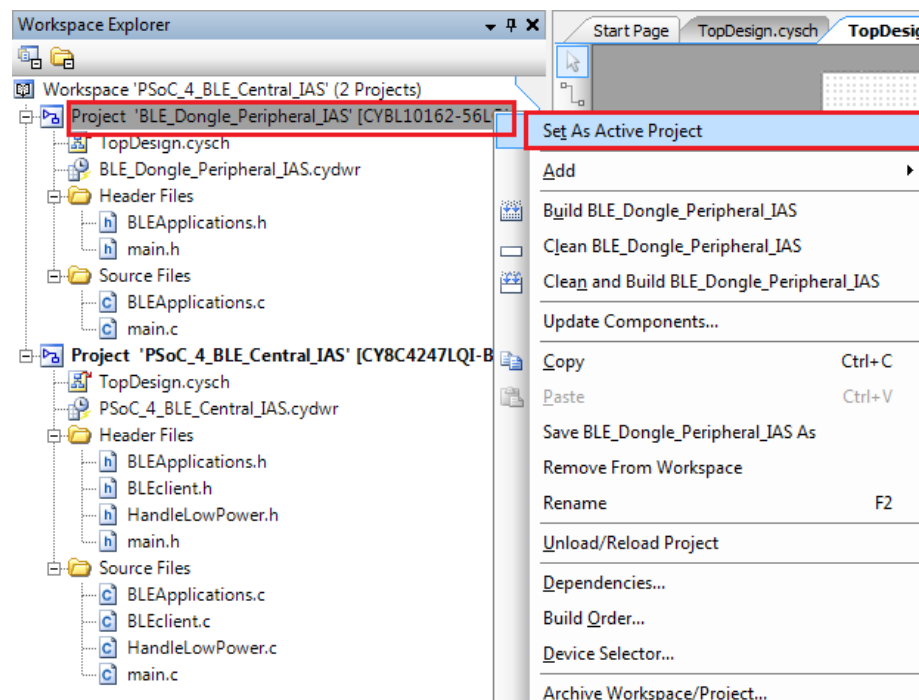 Workspace Explorer
Workspace 'PSoC_4_BLE_Central_IAS' (2 Projects)
Project 'BLE_Dongle_Peripheral_IAS' [CYBL10162-56L
TopDesign.cysch
BLE_Dongle_Peripheral_IAS.cydwr
Header Files
BLEApplications.h
main.h
Source Files
BLEApplications.c
main.c
Project 'PSoC_4_BLE_Central_IAS' [CY8C4247LQI-B
TopDesign.cysch
PSoC_4_BLE_Central_IAS.cydwr
Header Files
BLEApplications.h
BLEclient.h
HandleLowPower.h
main.h
Source Files
BLEApplications.c
BLEclient.c
HandleLowPower.c
main.c
Start Page TopDesign.cysch TopDesig
Set As Active Project
Add
Build BLE_Dongle_Peripheral_IAS
Clean BLE_Dongle_Peripheral_IAS
Clean and Build BLE_Dongle_Peripheral_IAS
Update Components...
Copy Ctrl+C
Paste Ctrl+V
Save BLE_Dongle_Peripheral_IAS As
Remove From Workspace
Rename F2
Unload/Reload Project
Dependencies...
Build Order...
Device Selector...
Archive Workspace/Project...